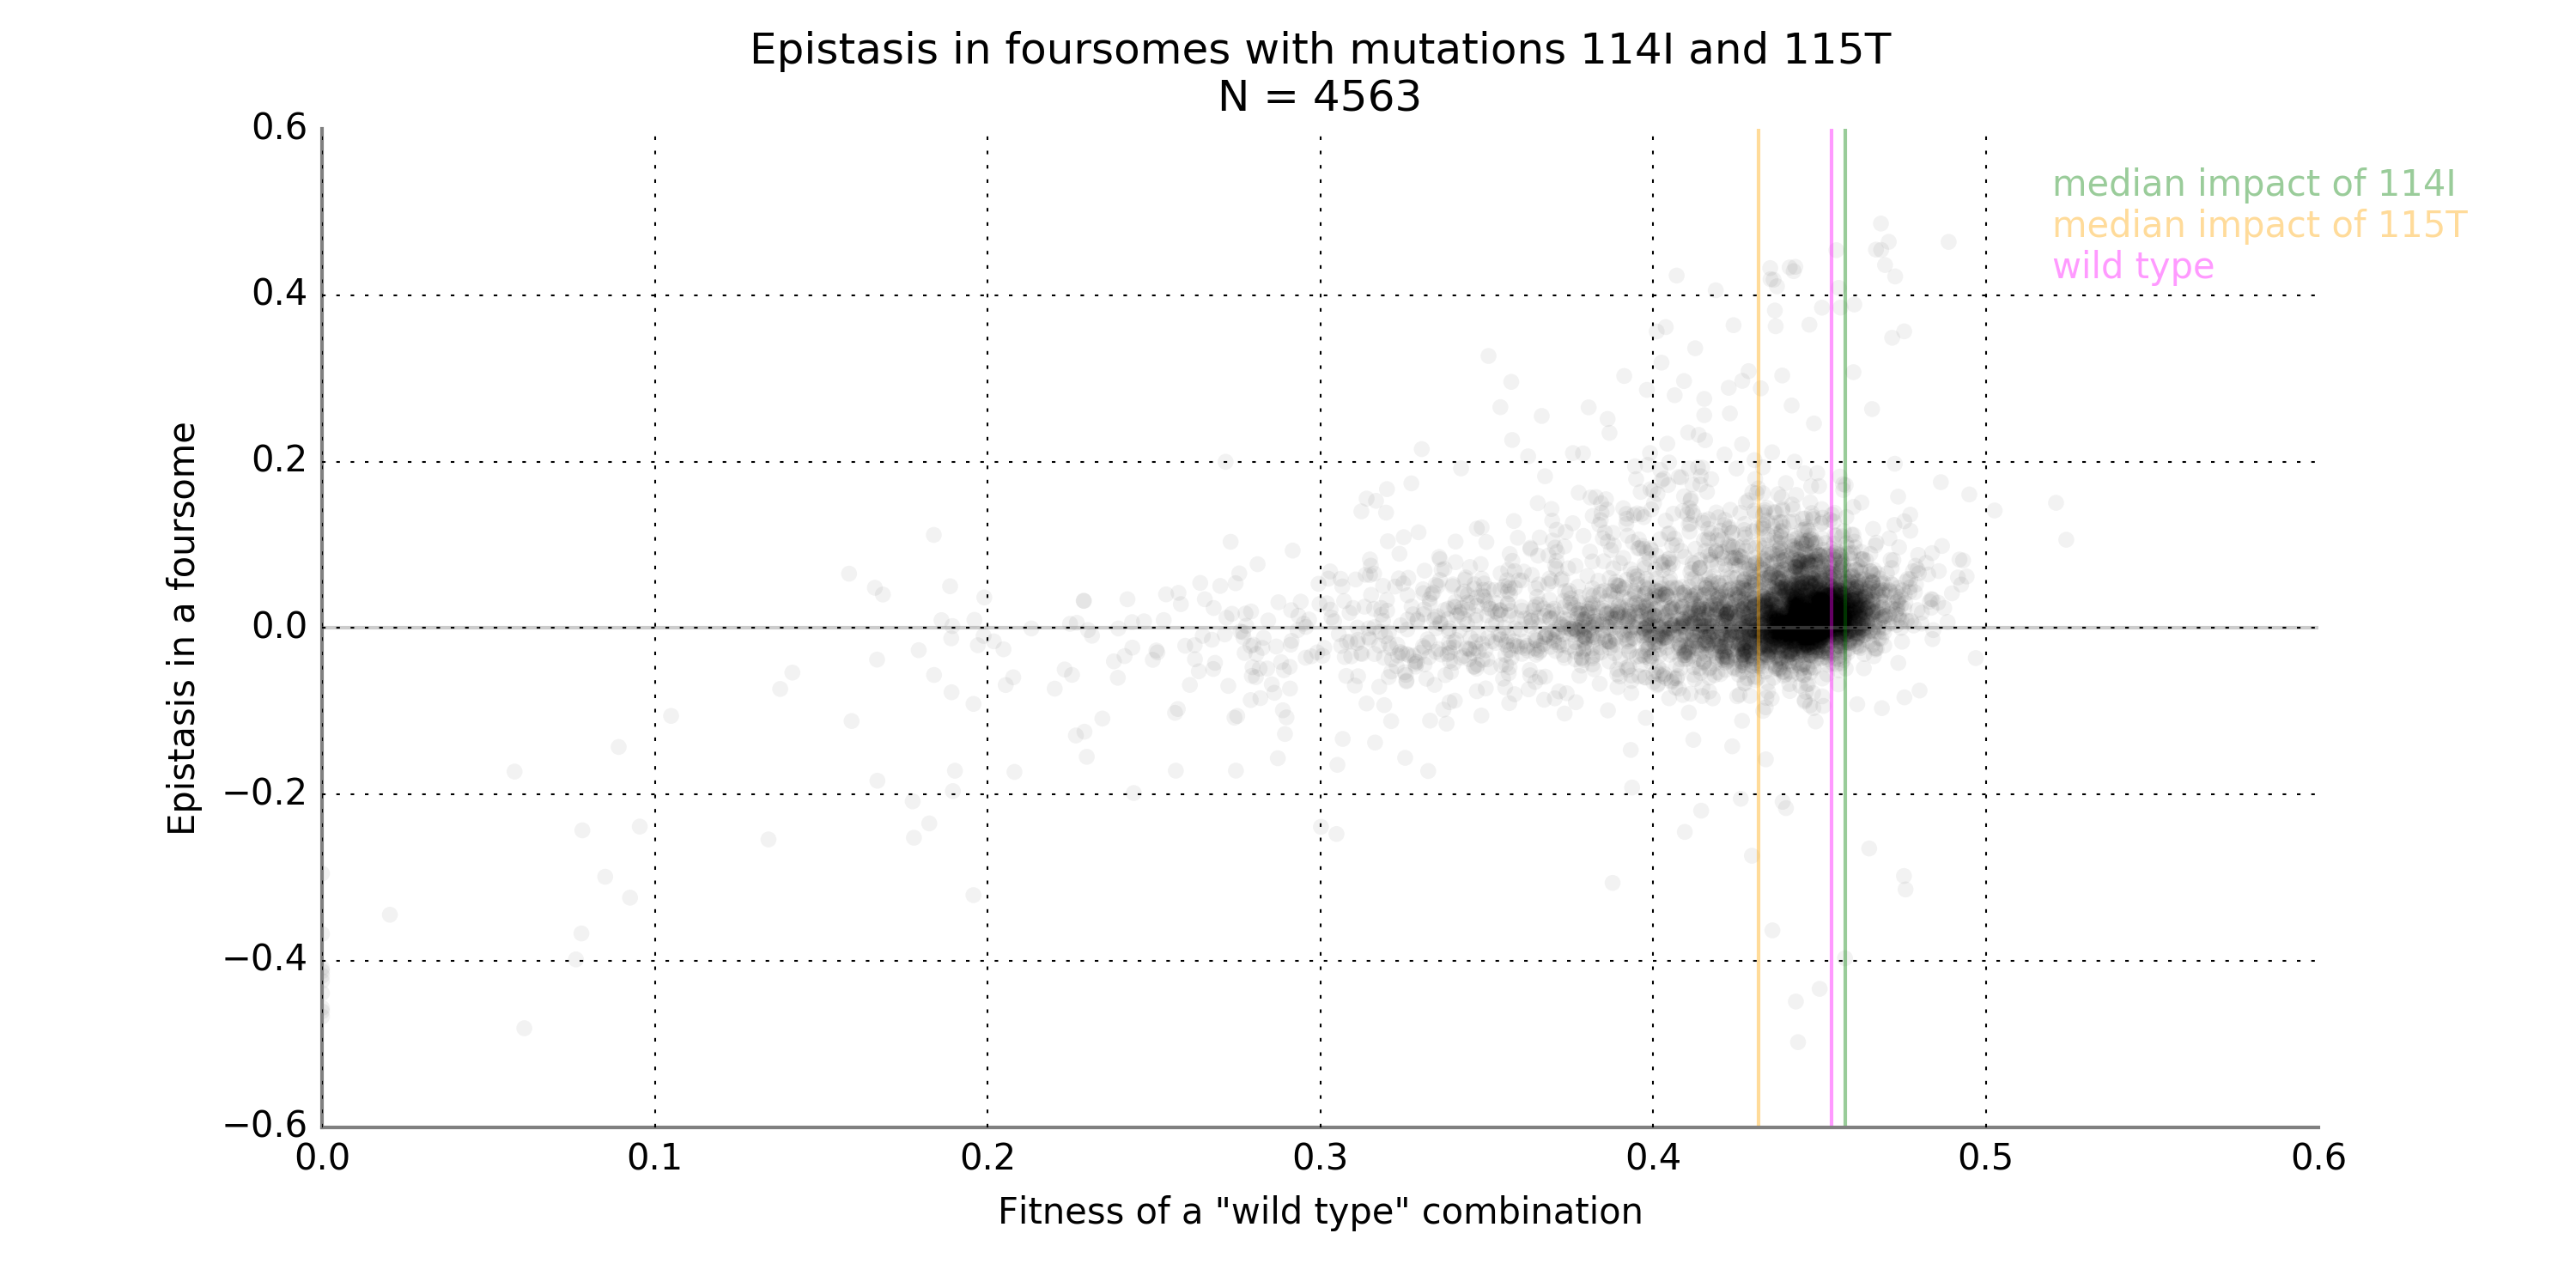 Epistasis in foursomes with mutations 114I and 115T
N = 4563
0.6
0.4
0.2
0.0
−0.2
−0.4
−0.6
Epistasis in a foursome
median impact of 114I
median impact of 115T
wild type
0.0 0.1 0.2 0.3 0.4 0.5 0.6
Fitness of a "wild type" combination